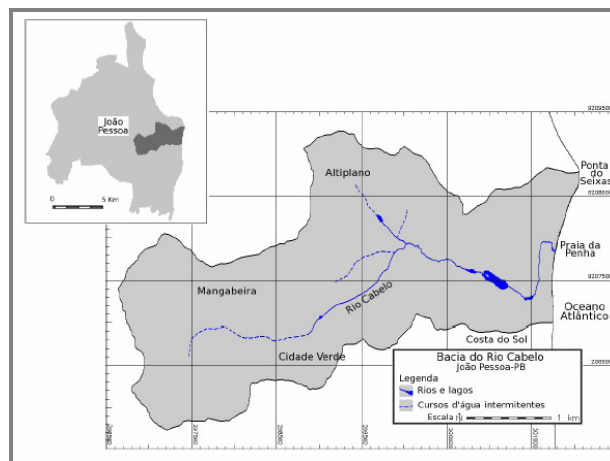 João
Pessoa
0
5 Km
Altiplano
Ponta
do
Seixas
Praia da
Penha
Mangabeira
Rio Cabelo
Oceano
Atlântico
Costa do Sol
Cidade Verde
Bacia do Rio Cabelo
João Pessoa-PB
Legenda
Rios e lagos
Cursos d'água intermitentes
Escala
1 km